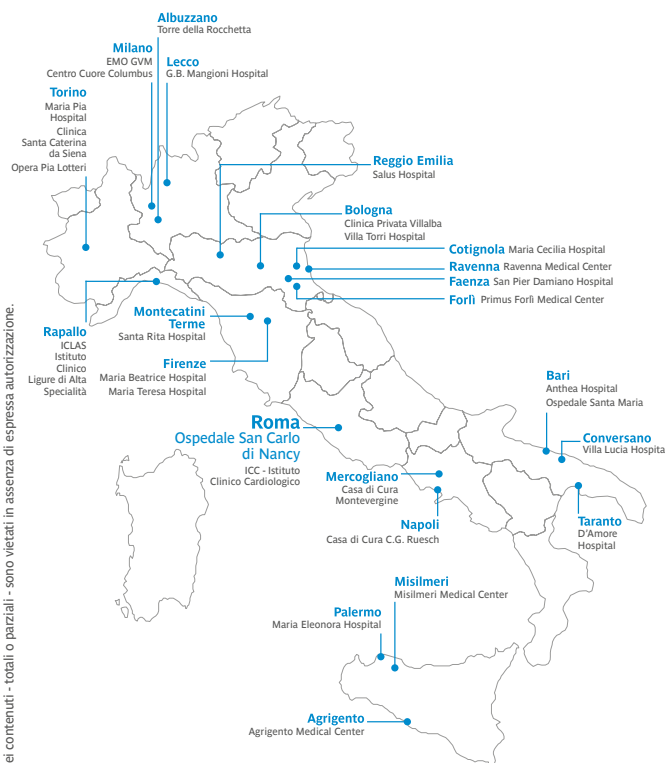 Albuzzano
Torre della Rocchetta
Milano
EMO GVM
Centro Cuore Columbus
Lecco
G.B. Mangioni Hospital
Torino
Maria Pia
Hospital
Clinica
Santa Caterina
da Siena
Opera Pia Lotteri
Reggio Emilia
Salus Hospital
Bologna
Clinica Privata Villalba
Villa Torri Hospital
Cotignola Maria Cecilia Hospital
Ravenna Ravenna Medical Center
Faenza San Pier Damiano Hospital
Forlì Primus Forlì Medical Center
Rapallo
ICLAS
Istituto
Clinico
Ligure di Alta
Specialità
Montecatini
Terme
Santa Rita Hospital
Firenze
Maria Beatrice Hospital
Maria Teresa Hospital
Roma
Ospedale San Carlo
di Nancy
ICC - Istituto
Clinico Cardiologico
Bari
Anthea Hospital
Ospedale Santa Maria
Conversano
Villa Lucia Hospita
Mercogliano
Casa di Cura
Montevergine
Napoli
Casa di Cura C.G. Ruesch
Taranto
D'Amore
Hospital
Misilmeri
Misilmeri Medical Center
Palermo
Maria Eleonora Hospital
Agrigento
Agrigento Medical Center
ei contenuti - totali o parziali - sono vietati in assenza di espressa autorizzazione.